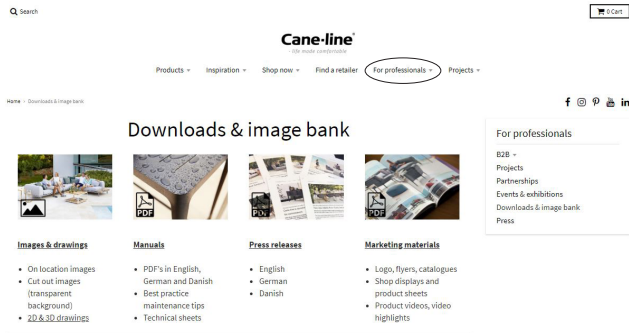 Search
0 Cart
Cane-line®
- life made comfortable
Products
Inspiration
Shop now
Find a retailer
For professionals
Projects
Home › Downloads & image bank
Downloads & image bank
For professionals
B2B
Projects
Partnerships
Events & exhibitions
Downloads & image bank
Press
PDF
PDF
PDF
Images & drawings
• On location images
• Cut out images
(transparent
background)
• 2D & 3D drawings
Manuals
• PDF's in English,
German and Danish
• Best practice
maintenance tips
• Technical sheets
Press releases
• English
• German
• Danish
Marketing materials
• Logo, flyers, catalogues
• Shop displays and
product sheets
• Product videos, video
highlights